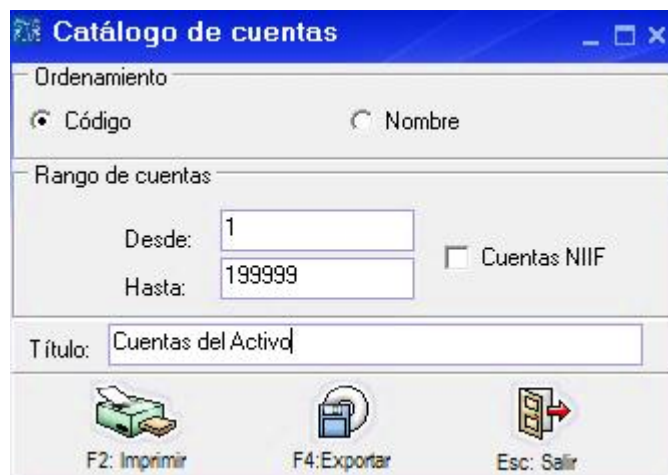 Catálogo de cuentas
Ordenamiento
Código Nombre
Rango de cuentas
Desde: 1
Cuentas NIIF
Hasta: 199999
Título: Cuentas del Activo
F2: Imprimir F4:Exportar Esc: Salir